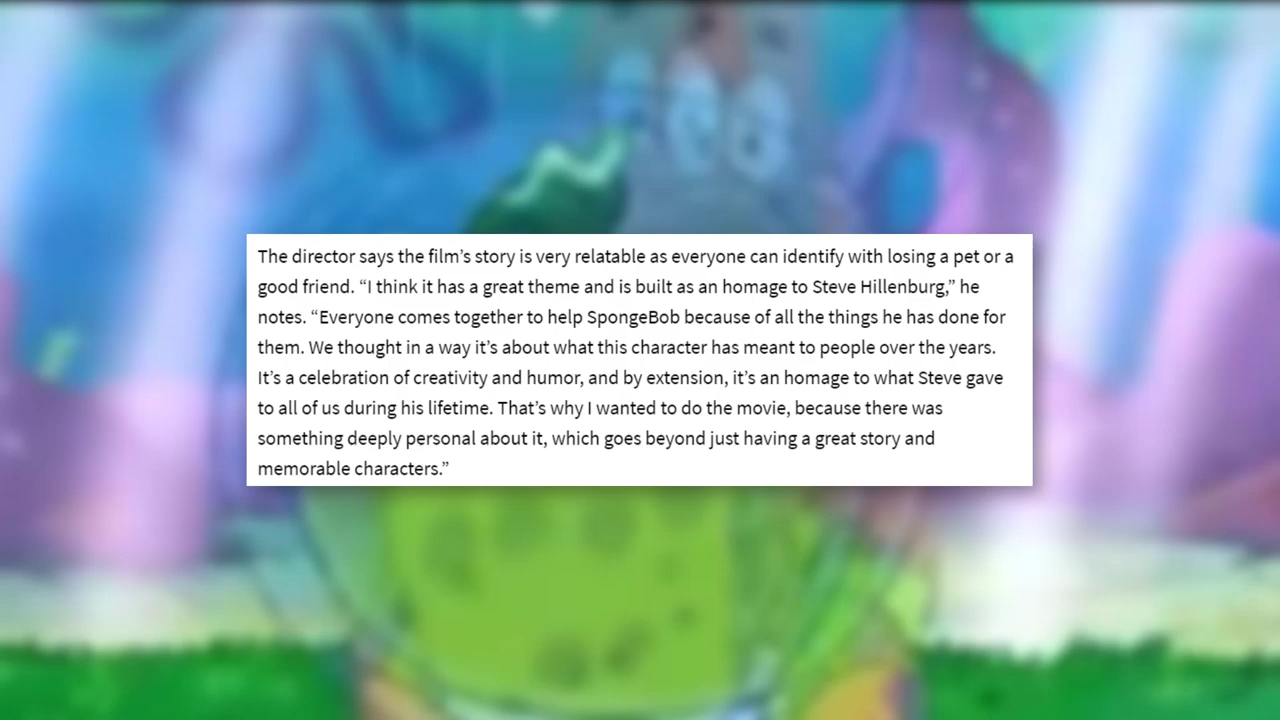 The director says the film’s story is very relatable as everyone can identify with losing a pet or a
good friend. “I think it has a great theme and is built as an homage to Steve Hillenburg,” he
notes. “Everyone comes together to help SpongeBob because of all the things he has done for
them. We thought in a way it’s about what this character has meant to people over the years.
It’s a celebration of creativity and humor, and by extension, it’s an homage to what Steve gave
to all of us during his lifetime. That’s why I wanted to do the movie, because there was
something deeply personal about it, which goes beyond just having a great story and
memorable characters.”